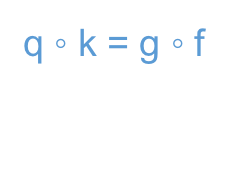 q ∘ k = g ∘ f